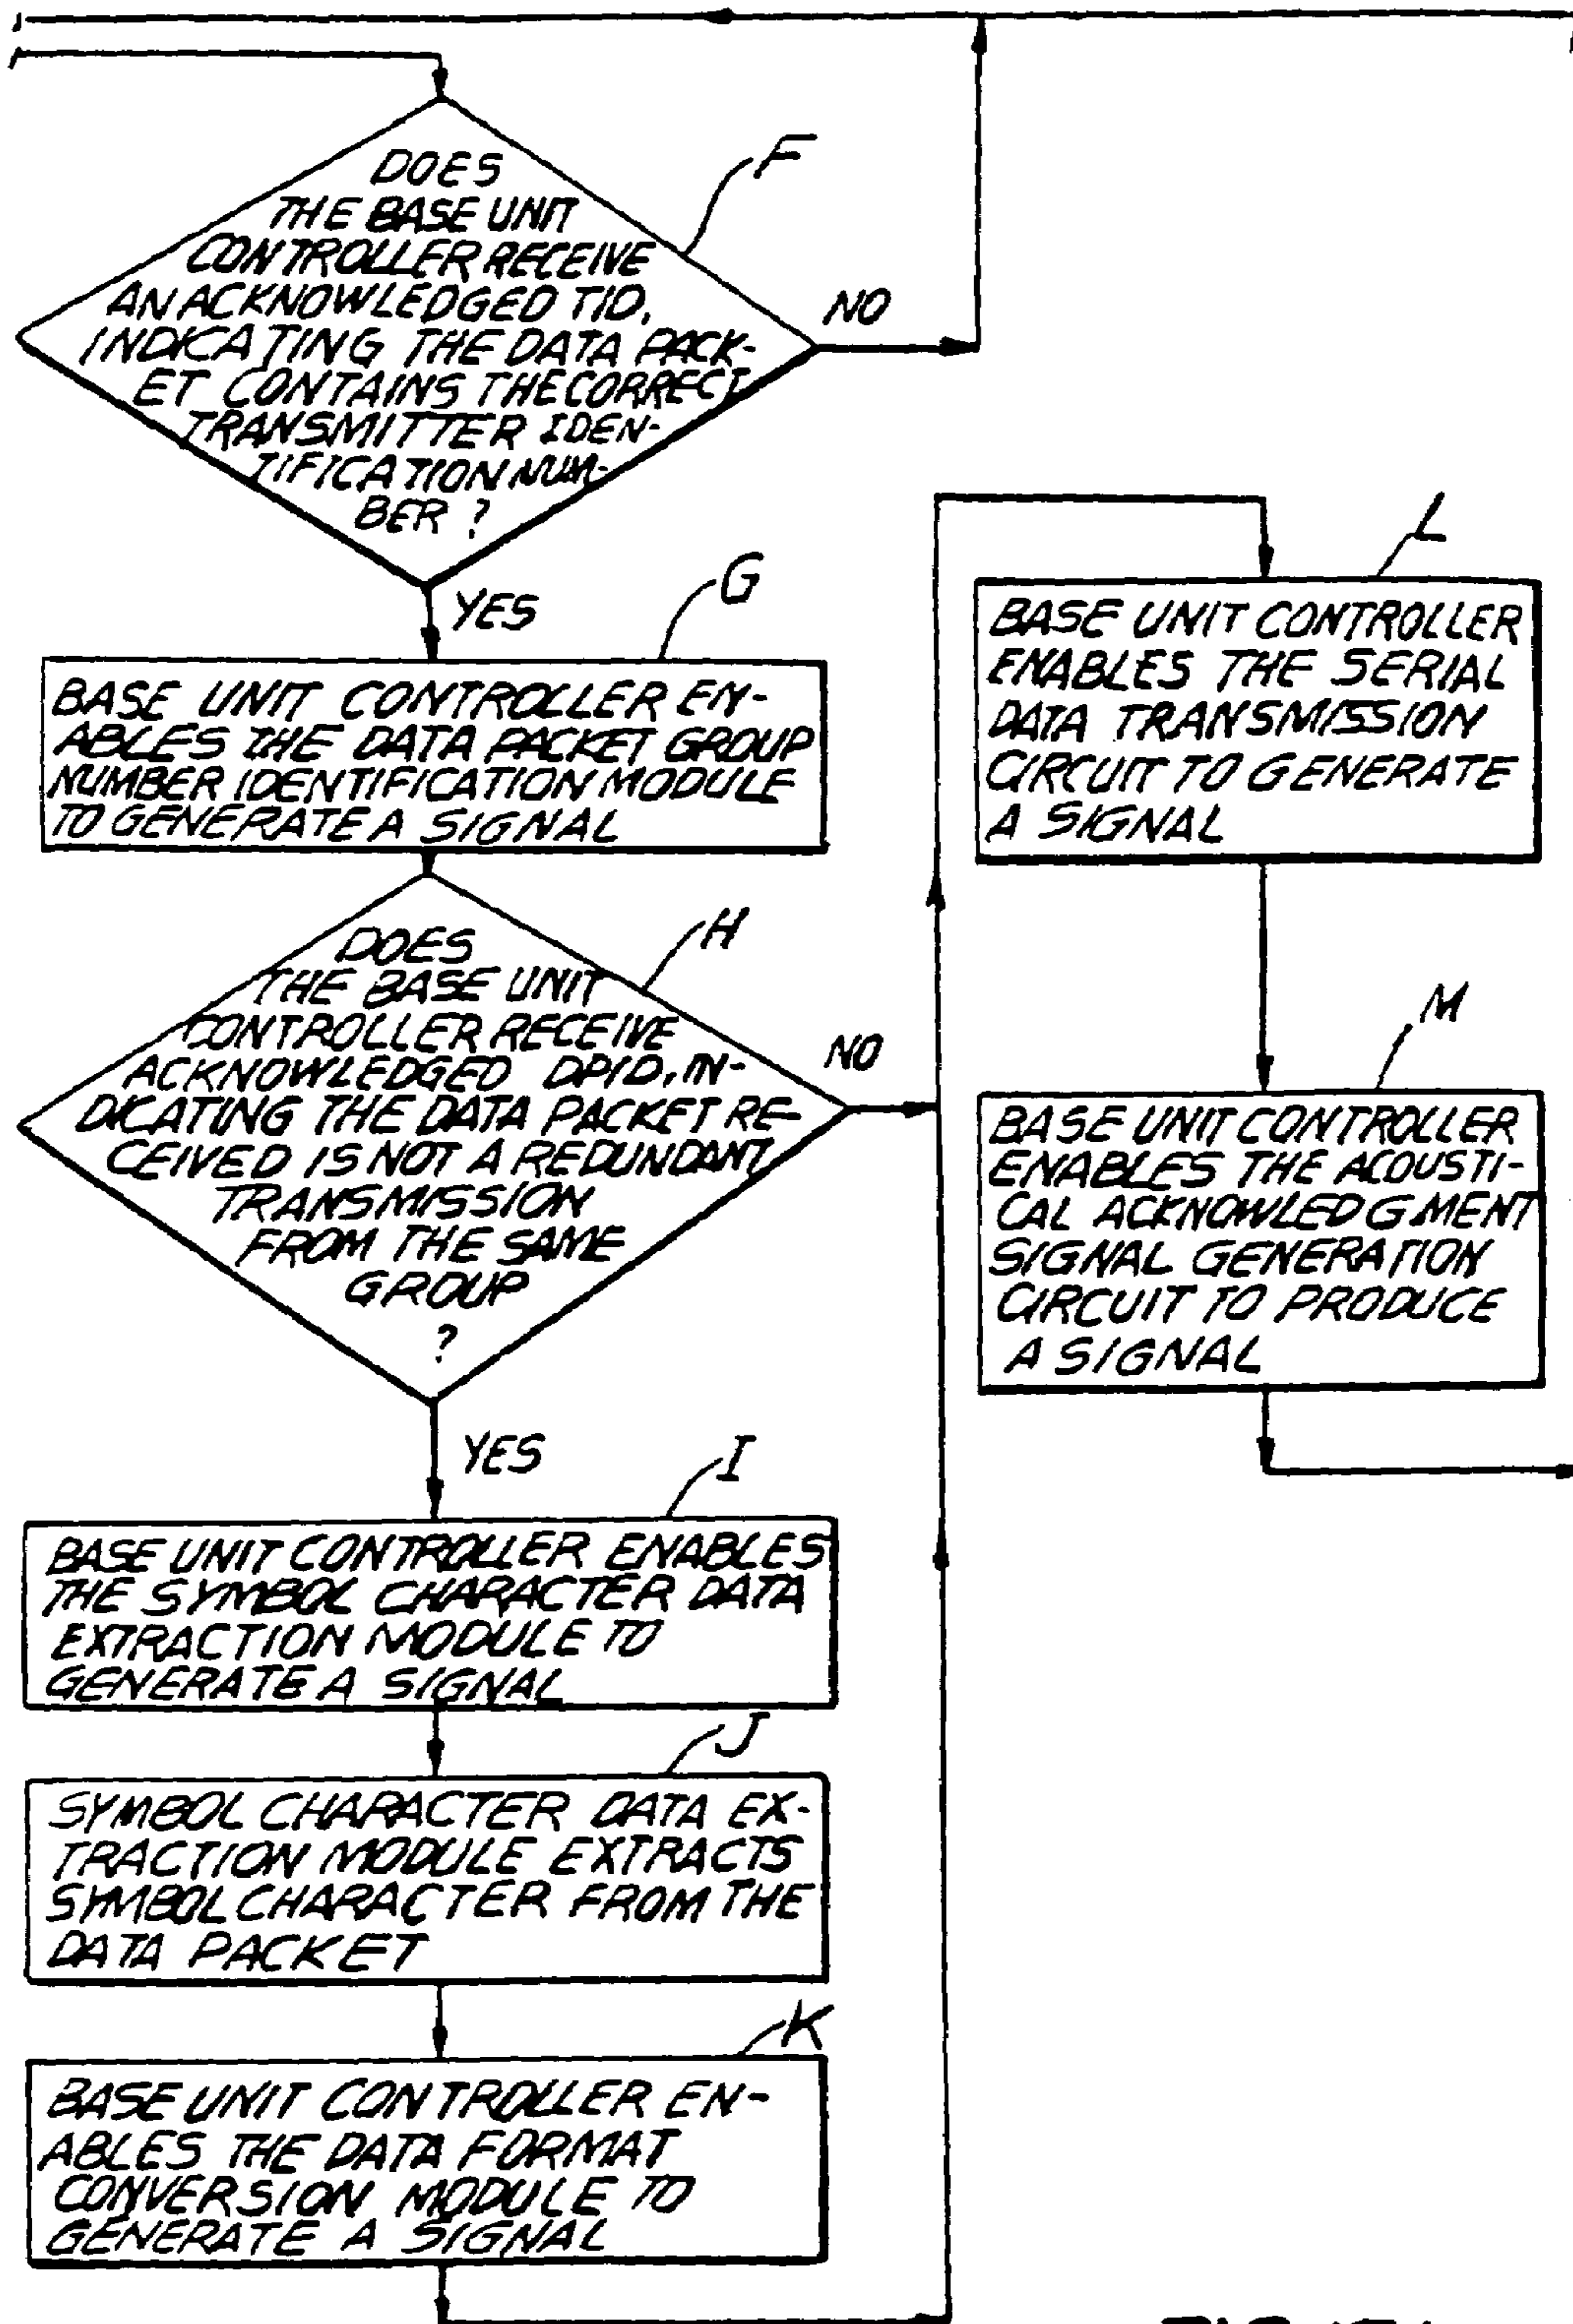 F
DOES
THE BASE UNIT
CONTROLLER RECEIVE
AN ACKNOWLEDGED TID,
INDICATING THE DATA PACK-
ET CONTAINS THE CORRECT
TRANSMITTER IDEN-
TIFICATION NUM-
BER ?
NO
YES
G
BASE UNIT CONTROLLER EN-
ABLES THE DATA PACKET GROUP
NUMBER IDENTIFICATION MODULE
TO GENERATE A SIGNAL
H
DOES
THE BASE UNIT
CONTROLLER RECEIVE
ACKNOWLEDGED DPID, IN-
DICATING THE DATA PACKET RE-
CEIVED IS NOT A REDUNDANT
TRANSMISSION
FROM THE SAME
GROUP
?
NO
YES
I
BASE UNIT CONTROLLER ENABLES
THE SYMBOL CHARACTER DATA
EXTRACTION MODULE TO
GENERATE A SIGNAL
J
SYMBOL CHARACTER DATA EX-
TRACTION MODULE EXTRACTS
SYMBOL CHARACTER FROM THE
DATA PACKET
K
BASE UNIT CONTROLLER EN-
ABLES THE DATA FORMAT
CONVERSION MODULE TO
GENERATE A SIGNAL
L
BASE UNIT CONTROLLER
ENABLES THE SERIAL
DATA TRANSMISSION
CIRCUIT TO GENERATE
A SIGNAL
M
BASE UNIT CONTROLLER
ENABLES THE ACOUSTI-
CAL ACKNOWLEDGMENT
SIGNAL GENERATION
CIRCUIT TO PRODUCE
A SIGNAL